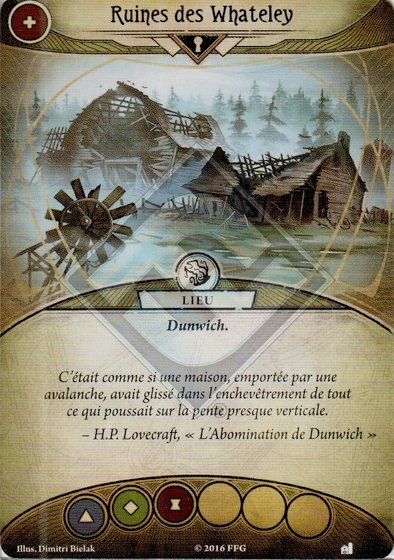 Ruines des Whateley
LIEU
Dunwich.
C'était comme si une maison, emportée par une
avalanche, avait glissé dans l'enchevêtrement de tout
ce qui poussait sur la pente presque verticale.
– H.P. Lovecraft, « L'Abomination de Dunwich »
Illus. Dimitri Bielak
© 2016 FFG